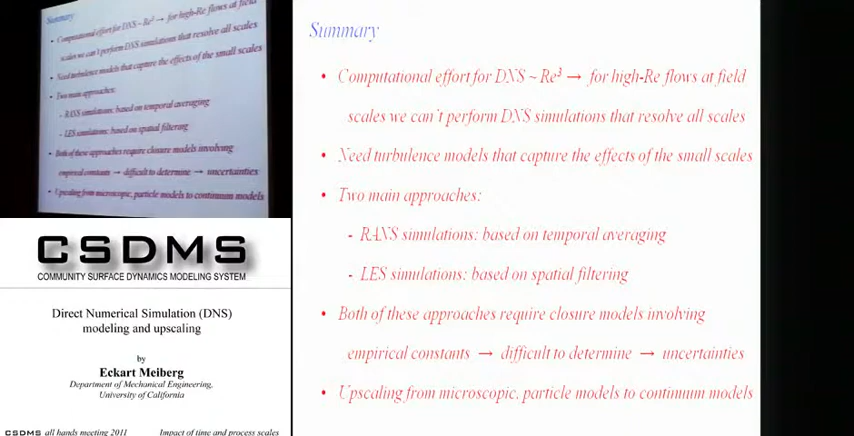 Summary
Computational effort for DNS ~ Re³ → for high-Re flows at field
scales we can't perform DNS simulations that resolve all scales
Need turbulence models that capture the effects of the small scales
Two main approaches:
- RANS simulations: based on temporal averaging
- LES simulations: based on spatial filtering
Both of these approaches require closure models involving
empirical constants → difficult to determine → uncertainties
Upscaling from microscopic, particle models to continuum models
CSDMS
COMMUNITY SURFACE DYNAMICS MODELING SYSTEM
Direct Numerical Simulation (DNS)
modeling and upscaling
by
Eckart Meiberg
Department of Mechanical Engineering,
University of California
CSDMS all hands meeting 2011 Impact of time and process scales
Summary
• Computational effort for DNS ~ Re³ → for high-Re flows at field
scales we can't perform DNS simulations that resolve all scales
• Need turbulence models that capture the effects of the small scales
• Two main approaches:
- RANS simulations: based on temporal averaging
- LES simulations: based on spatial filtering
• Both of these approaches require closure models involving
empirical constants → difficult to determine → uncertainties
• Upscaling from microscopic, particle models to continuum models